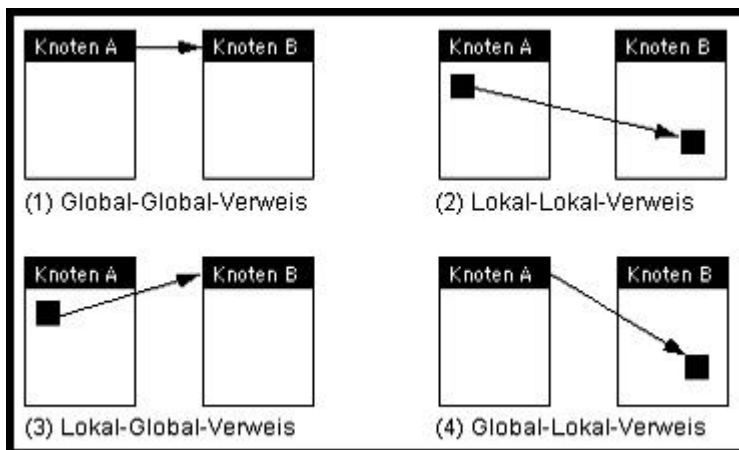 Knoten A Knoten B
Knoten A Knoten B
(1) Global-Global-Verweis
(2) Lokal-Lokal-Verweis
Knoten A Knoten B
Knoten A Knoten B
(3) Lokal-Global-Verweis
(4) Global-Lokal-Verweis